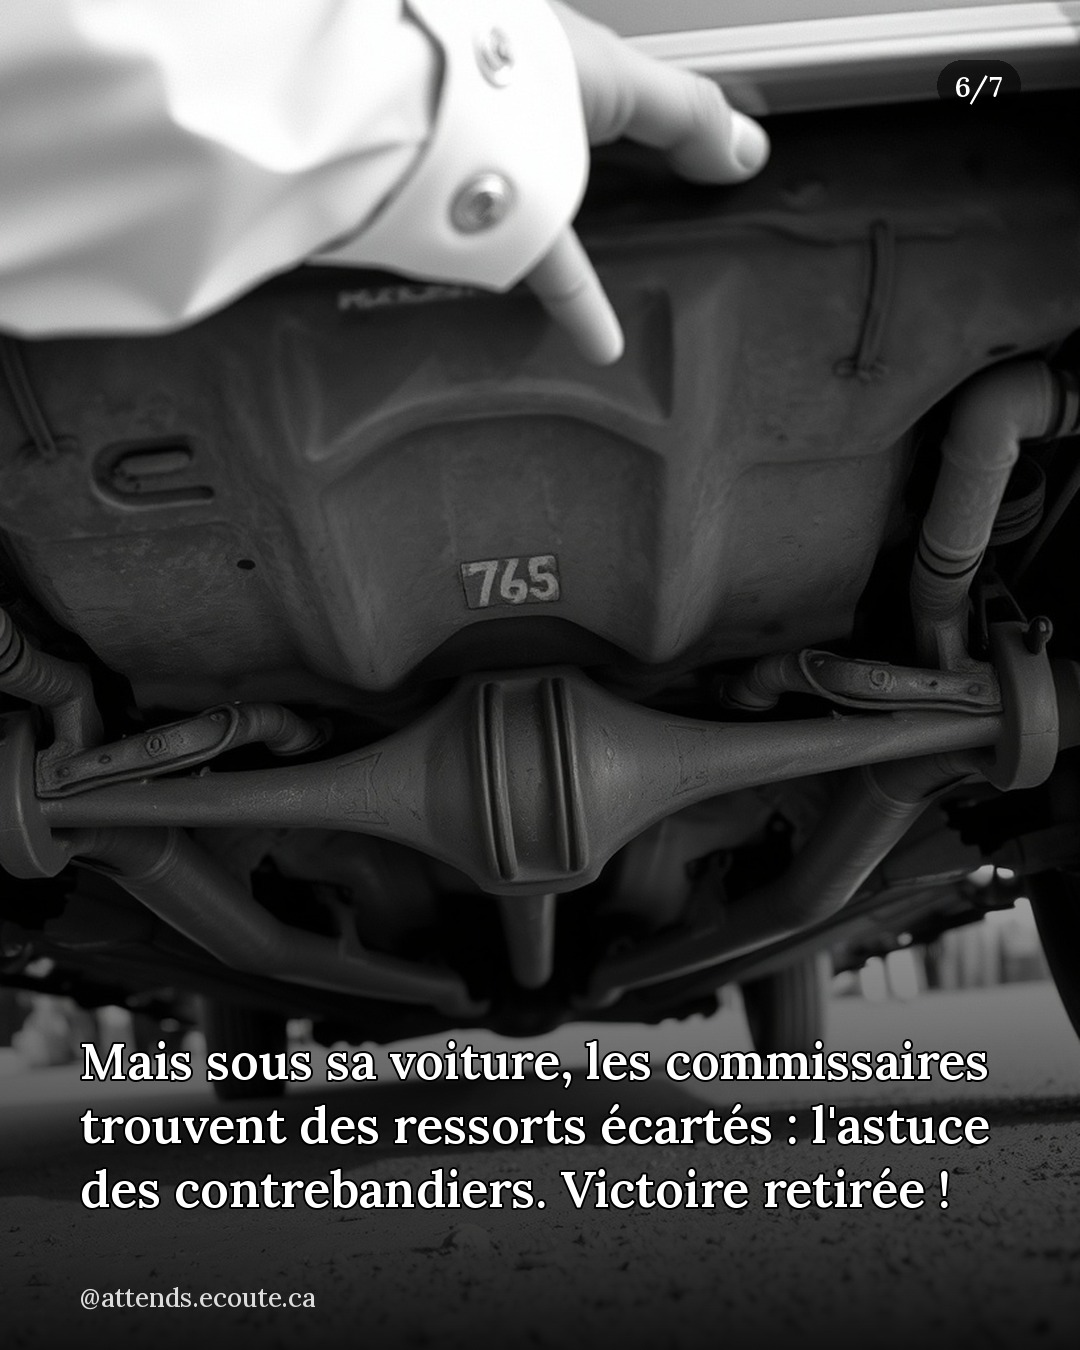 6/7
765
Mais sous sa voiture, les commissaires
trouvent des ressorts écartés : l'astuce
des contrebandiers. Victoire retirée !
@attends.ecoute.ca